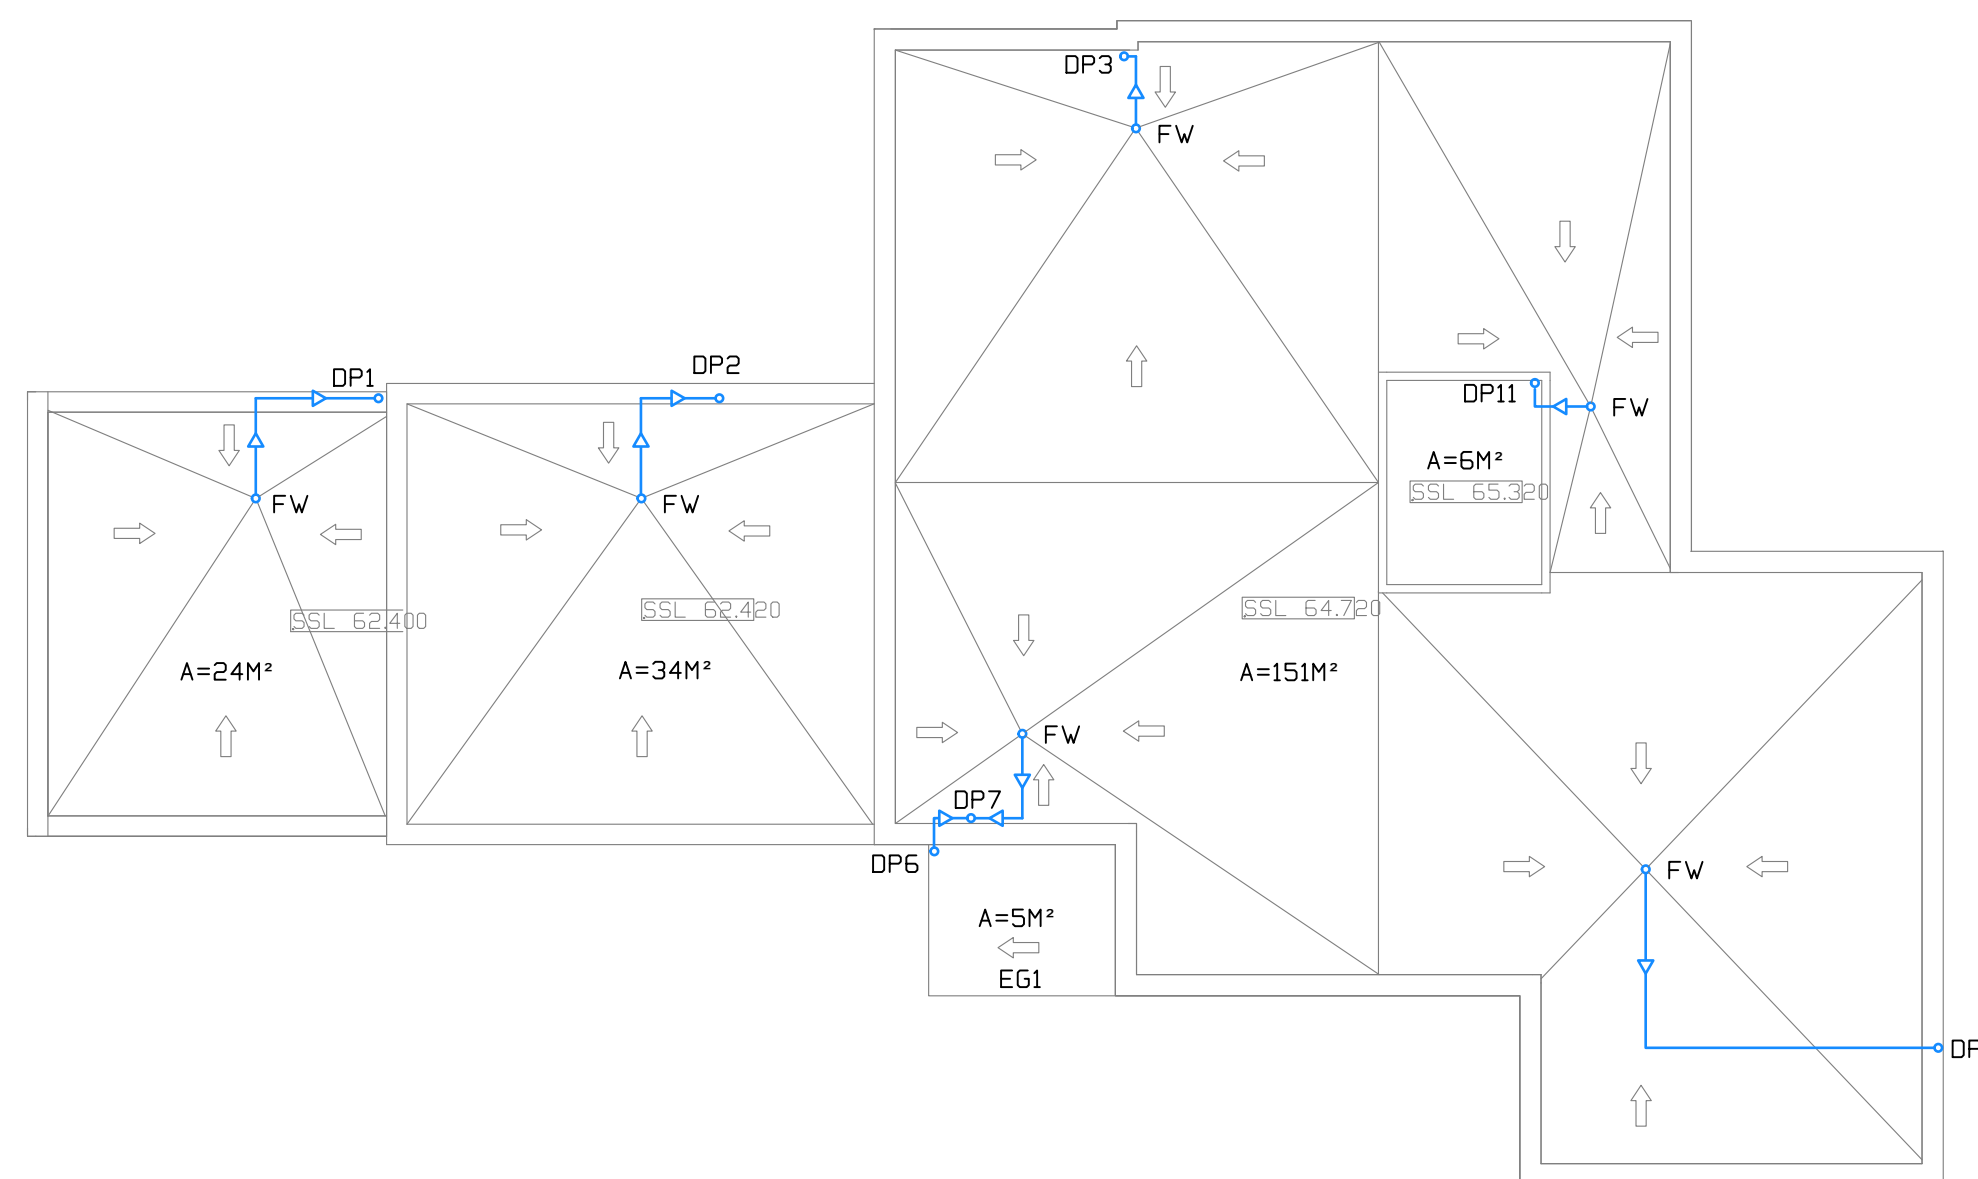 DP3
FW
DP1
DP2
DP11
FW
A=6M²
SSL 65.320
FW
FW
SSL 62.400
SSL 62.420
SSL 64.720
A=24M²
A=34M²
A=151M²
FW
DP7
DP6
FW
A=5M²
EG1